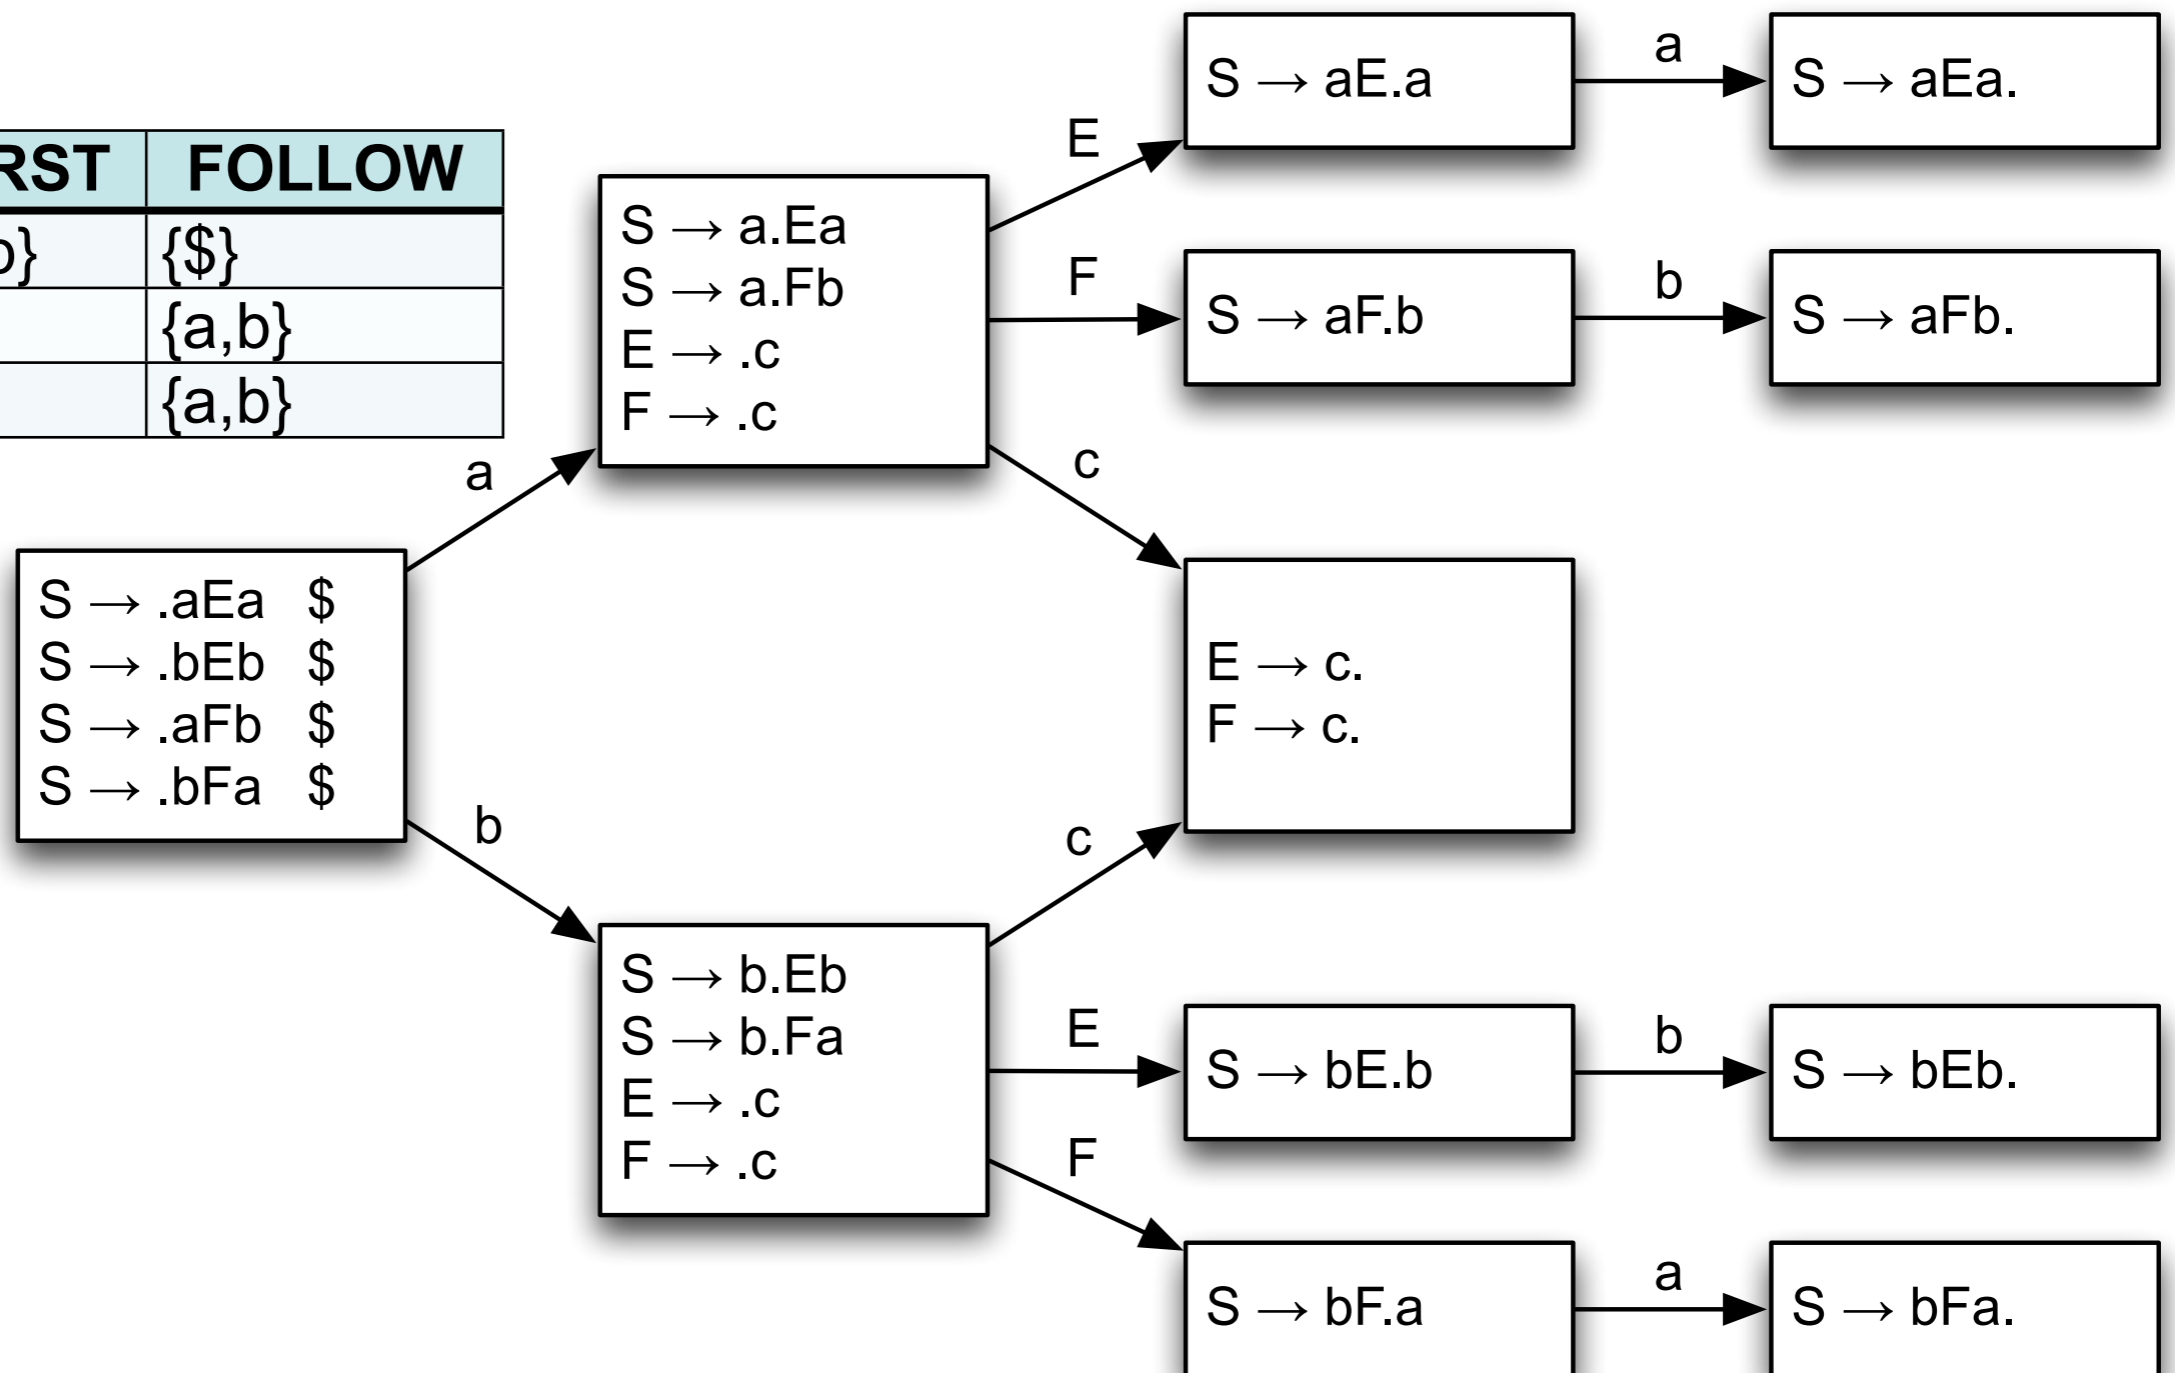 RST FOLLOW
b} {$}
{a,b}
{a,b}
S → .aEa $
S → .bEb $
S → .aFb $
S → .bFa $
a
b
S → a.Ea
S → a.Fb
E → .c
F → .c
E
F
c
S → b.Eb
S → b.Fa
E → .c
F → .c
c
E
F
S → aE.a
a
S → aEa.
S → aF.b
b
S → aFb.
E → c.
F → c.
S → bE.b
b
S → bEb.
S → bF.a
a
S → bFa.